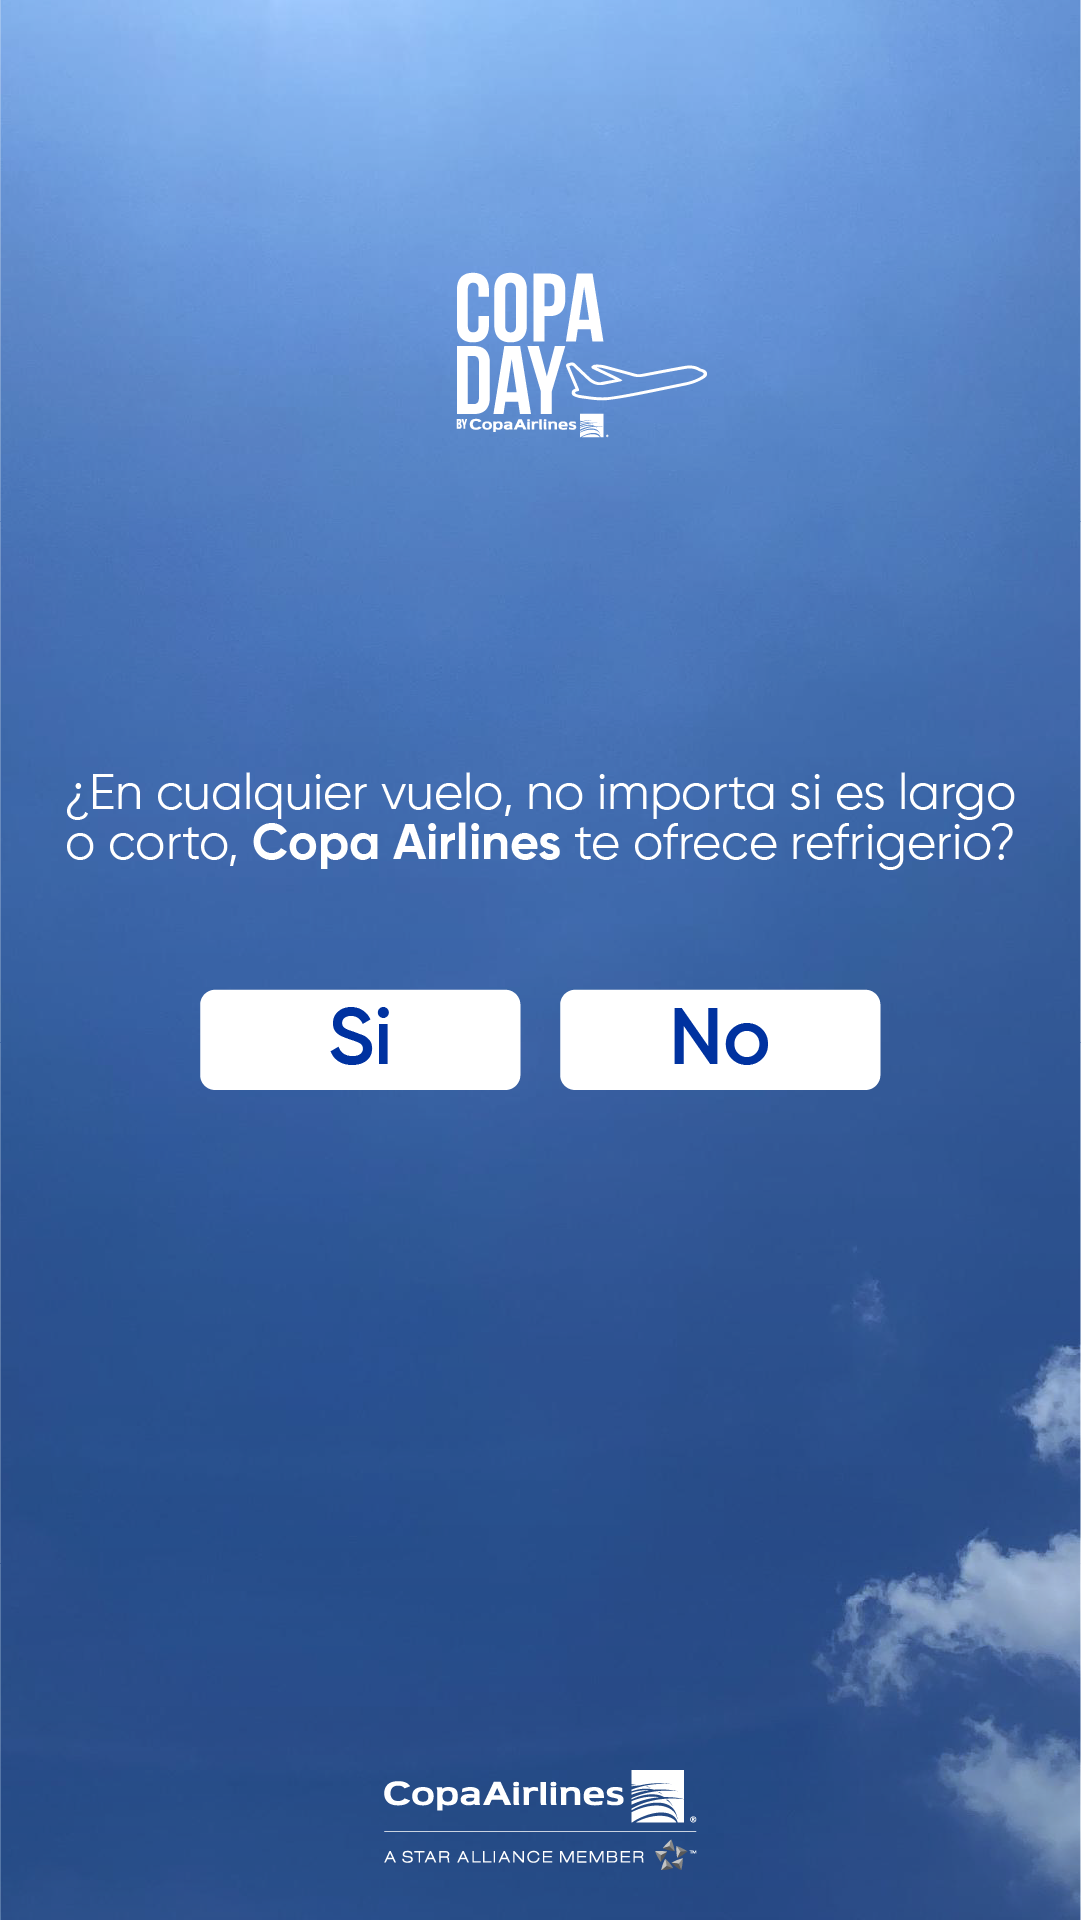 COPA
DAY
BY CopaAirlines
¿En cualquier vuelo, no importa si es largo
o corto, Copa Airlines te ofrece refrigerio?
Si
No
CopaAirlines ®
A STAR ALLIANCE MEMBER ™